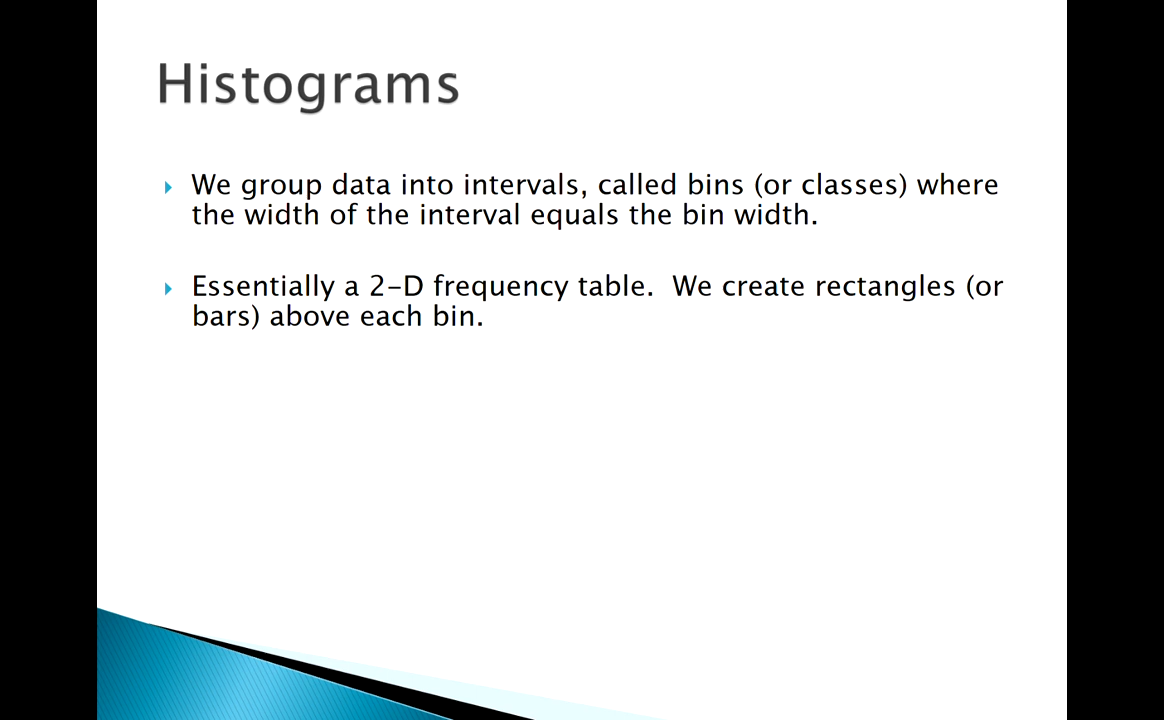 Histograms
We group data into intervals, called bins (or classes) where
the width of the interval equals the bin width.
Essentially a 2-D frequency table.  We create rectangles (or
bars) above each bin.